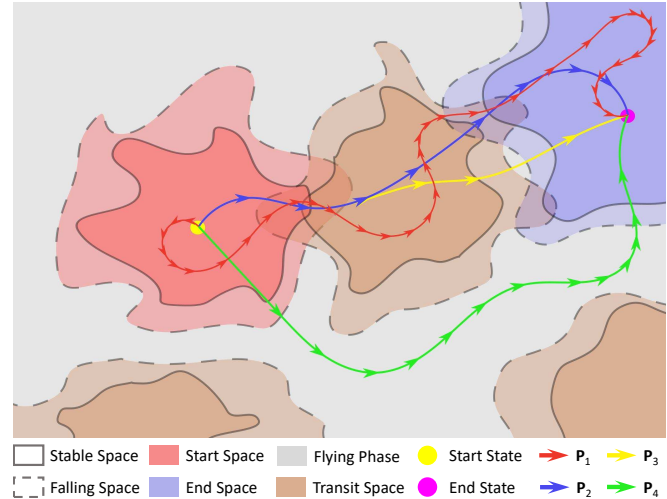 Stable Space Start Space Flying Phase Start State P1 P3
Falling Space End Space Transit Space End State P2 P4